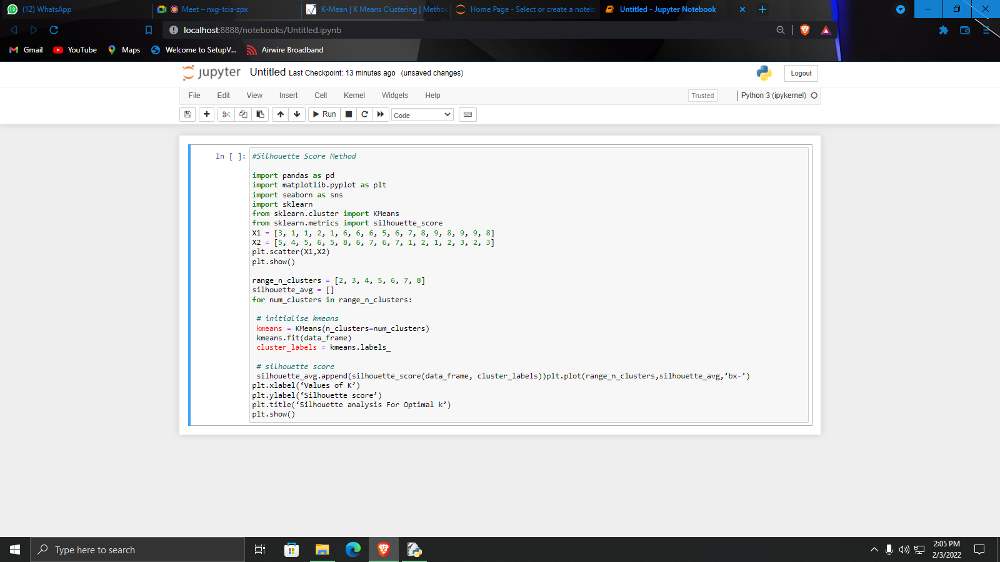 12
(12) WhatsApp
Meet – nxg-tcia-zpx
K-Mean | K Means Clustering | Method
Home Page - Select or create a noteb
Untitled - Jupyter Notebook
localhost:8888/notebooks/Untitled.ipynb
Gmail
YouTube
Maps
Welcome to SetupV...
Airwire Broadband
jupyter
Untitled Last Checkpoint: 13 minutes ago (unsaved changes)
Logout
File Edit View Insert Cell Kernel Widgets Help
Trusted
Python 3 (ipykernel)
Run
Code
In [ ]:
#Silhouette Score Method
import pandas as pd
import matplotlib.pyplot as plt
import seaborn as sns
import sklearn
from sklearn.cluster import KMeans
from sklearn.metrics import silhouette_score
X1 = [3, 1, 1, 2, 1, 6, 6, 6, 5, 6, 7, 8, 9, 8, 9, 9, 8]
X2 = [5, 4, 5, 6, 5, 8, 6, 7, 6, 7, 1, 2, 1, 2, 3, 2, 3]
plt.scatter(X1,X2)
plt.show()
range_n_clusters = [2, 3, 4, 5, 6, 7, 8]
silhouette_avg = []
for num_clusters in range_n_clusters:
# initialise kmeans
kmeans = KMeans(n_clusters=num_clusters)
kmeans.fit(data_frame)
cluster_labels = kmeans.labels_
# silhouette score
silhouette_avg.append(silhouette_score(data_frame, cluster_labels))plt.plot(range_n_clusters,silhouette_avg,’bx-’)
plt.xlabel(‘Values of K’)
plt.ylabel(‘Silhouette score’)
plt.title(‘Silhouette analysis For Optimal k’)
plt.show()
Type here to search
2:05 PM
2/3/2022